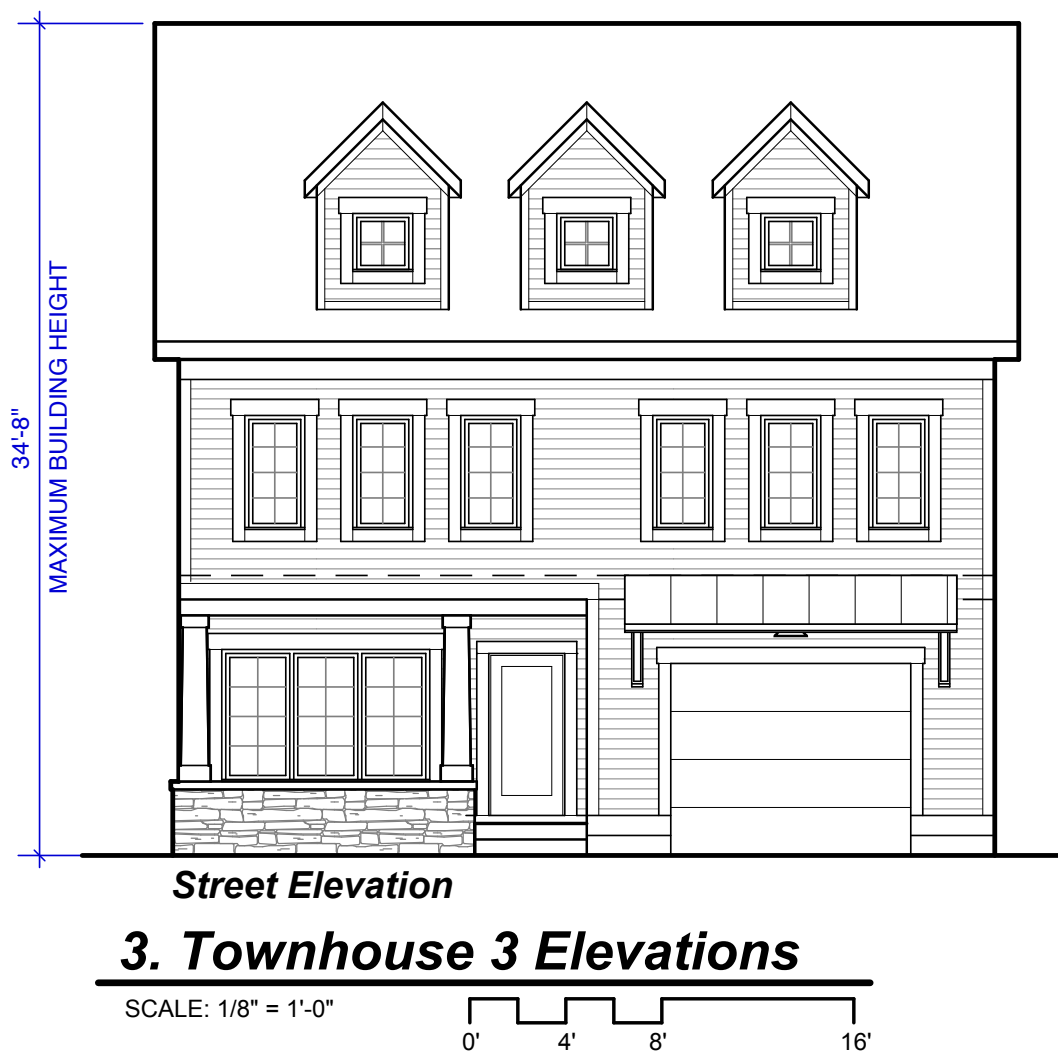 34'-8"
MAXIMUM BUILDING HEIGHT
Street Elevation
3. Townhouse 3 Elevations
SCALE: 1/8" = 1'-0"
0' 4' 8' 16'